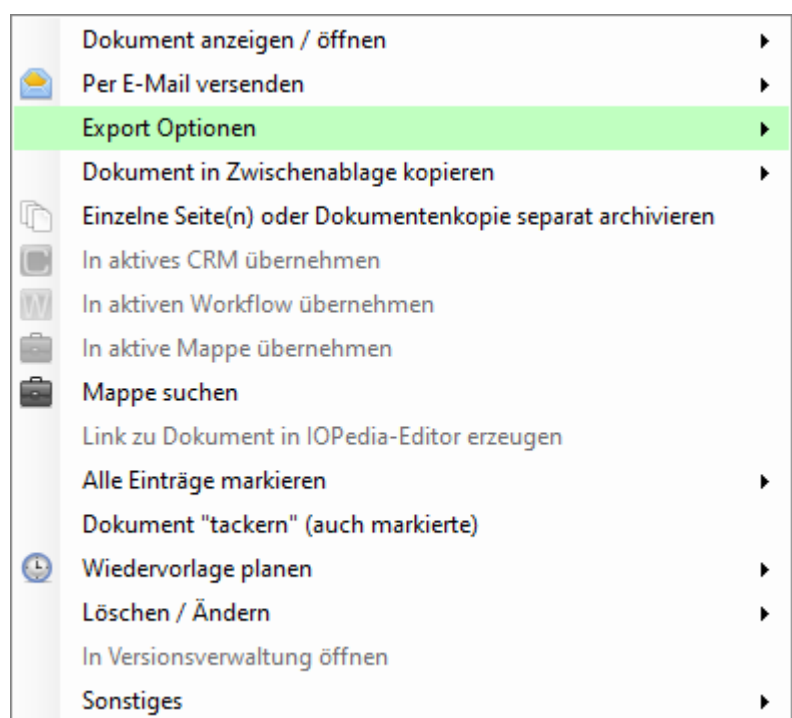 Dokument anzeigen / öffnen
Per E-Mail versenden
Export Optionen
Dokument in Zwischenablage kopieren
Einzelne Seite(n) oder Dokumentenkopie separat archivieren
In aktives CRM übernehmen
In aktiven Workflow übernehmen
In aktive Mappe übernehmen
Mappe suchen
Link zu Dokument in IOPedia-Editor erzeugen
Alle Einträge markieren
Dokument "tackern" (auch markierte)
Wiedervorlage planen
Löschen / Ändern
In Versionsverwaltung öffnen
Sonstiges